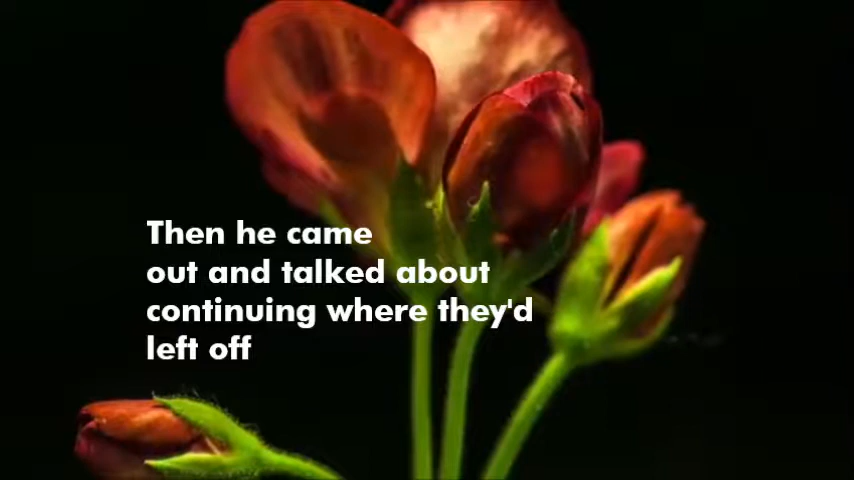 Then he came
out and talked about
continuing where they'd
left off